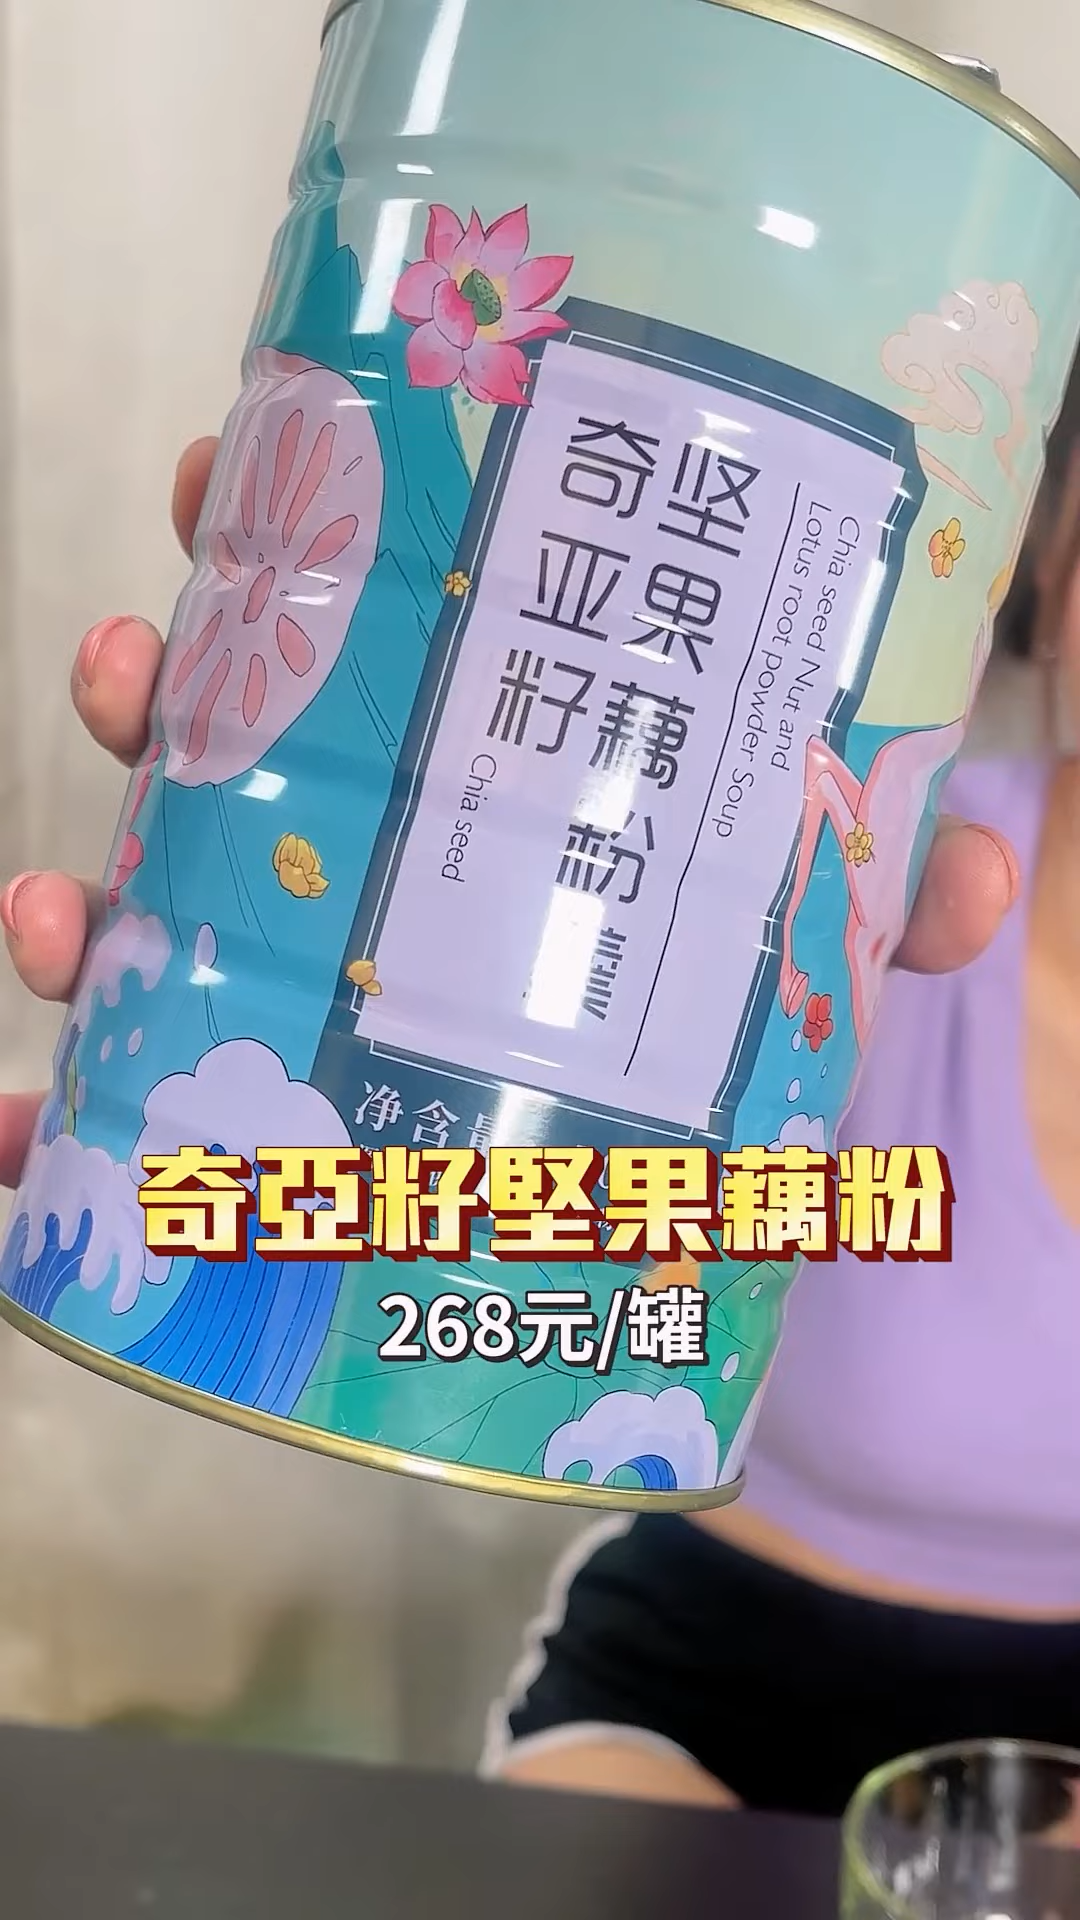 奇亚籽
Chia seed
坚果藕粉羹
Chia seed Nut and
Lotus root powder Soup
净含量
奇亞籽堅果藕粉
268元/罐